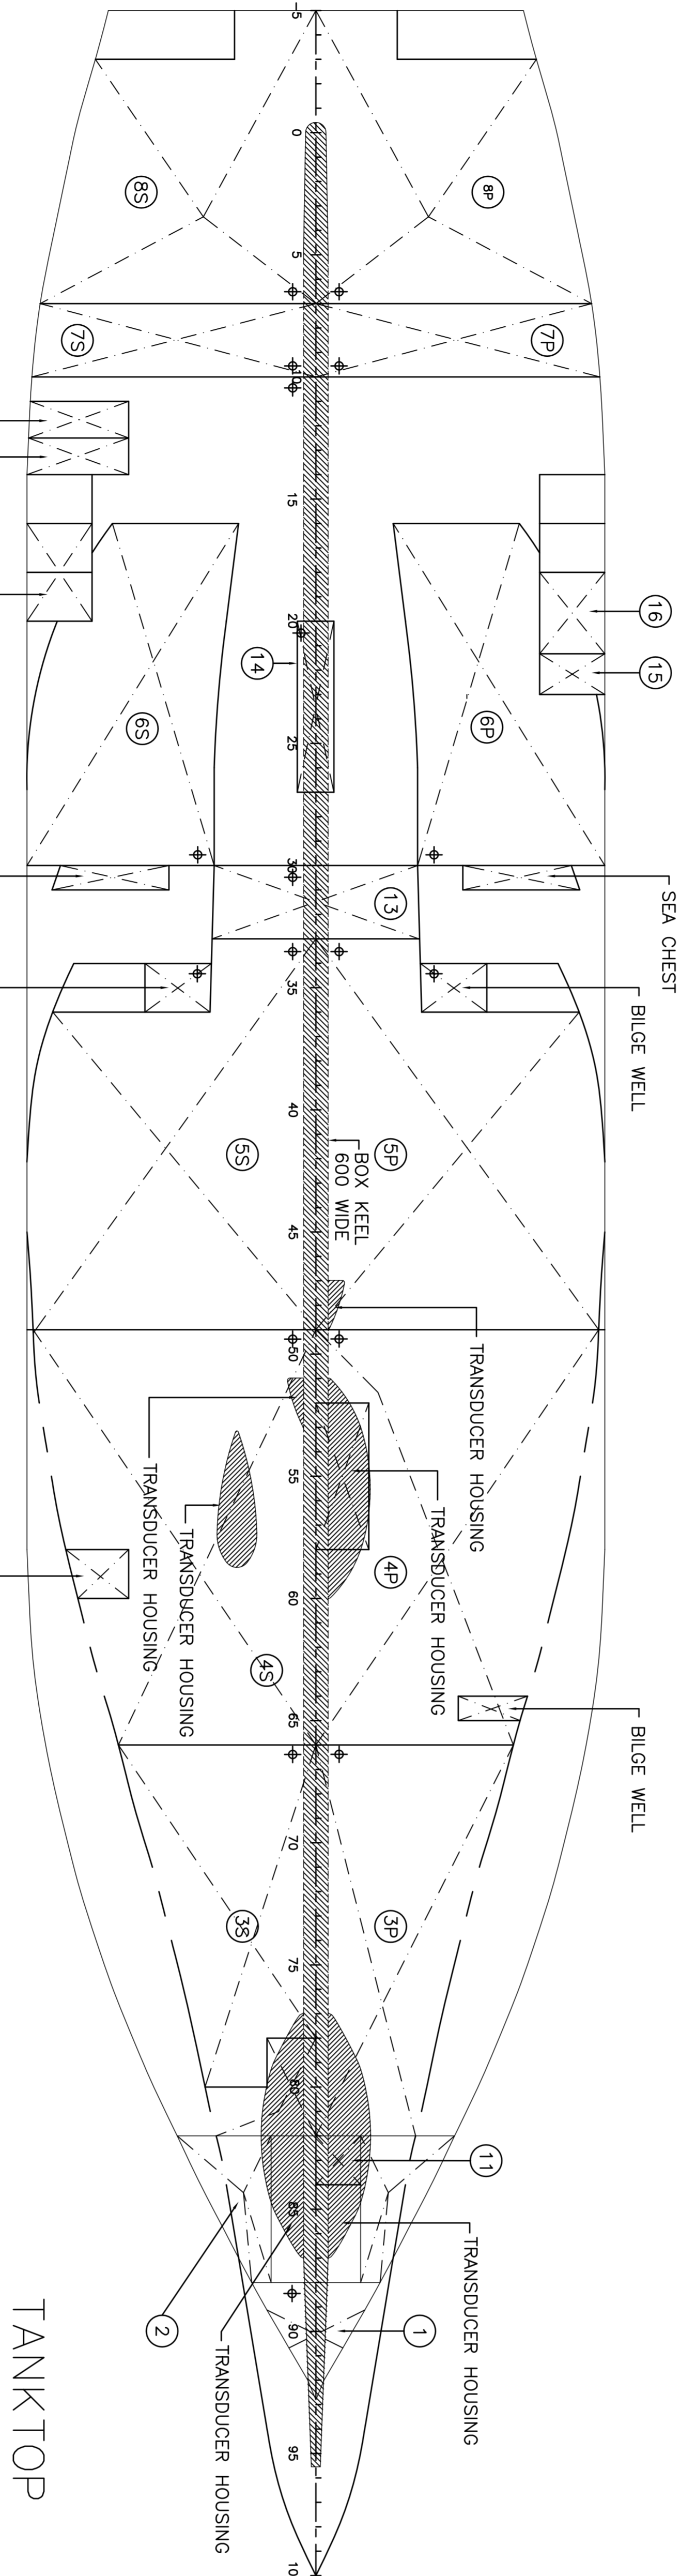 -5
8S
8P
0
5
7S
7P
10
15
16
20
15
14
6S
6P
25
30
13
SEA CHEST
35
BILGE WELL
40
5S
5P
BOX KEEL
600 WIDE
45
50
TRANSDUCER HOUSING
TRANSDUCER HOUSING
TRANSDUCER HOUSING
TRANSDUCER HOUSING
55
4P
60
4S
65
BILGE WELL
70
3S
3P
75
80
11
85
TRANSDUCER HOUSING
2
90
1
TRANSDUCER HOUSING
95
10
TANKTOP